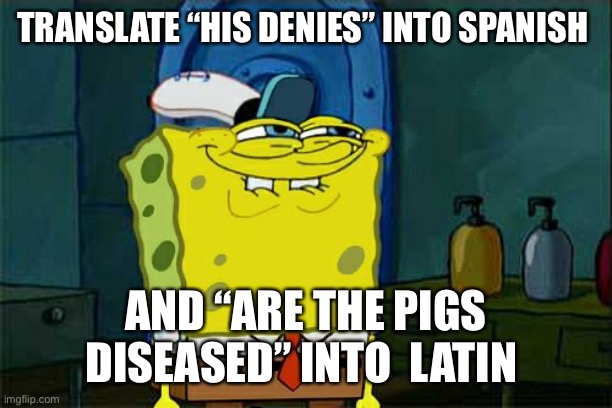 TRANSLATE “HIS DENIES” INTO SPANISH
AND “ARE THE PIGS
DISEASED” INTO LATIN
imgflip.com